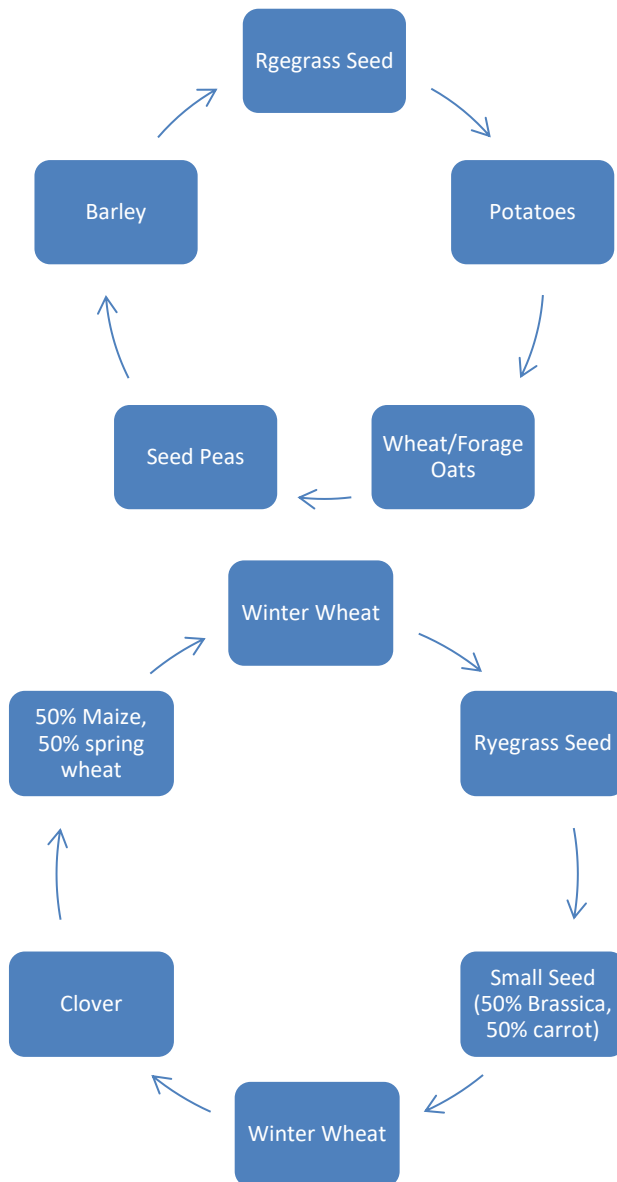 Rgegrass Seed
Barley
Potatoes
Seed Peas
Wheat/Forage
Oats
Winter Wheat
50% Maize,
50% spring
wheat
Ryegrass Seed
Clover
Small Seed
(50% Brassica,
50% carrot)
Winter Wheat